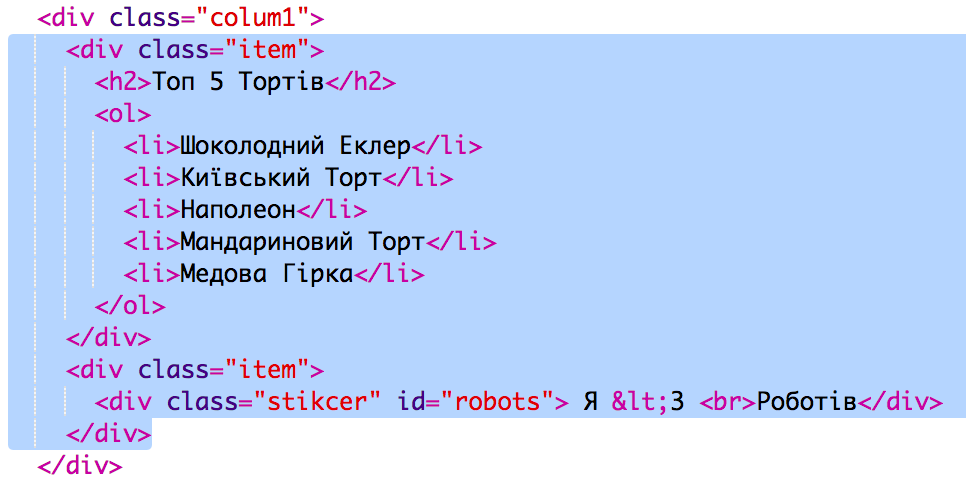 <div class="colum1">
<div class="item">
<h2>Топ 5 Тортів</h2>
<ol>
<li>Шоколодний Еклер</li>
<li>Київський Торт</li>
<li>Наполеон</li>
<li>Мандариновий Торт</li>
<li>Медова Гірка</li>
</ol>
</div>
<div class="item">
<div class="stikcer" id="robots"> Я &lt;3 <br>Роботів</div>
</div>
</div>